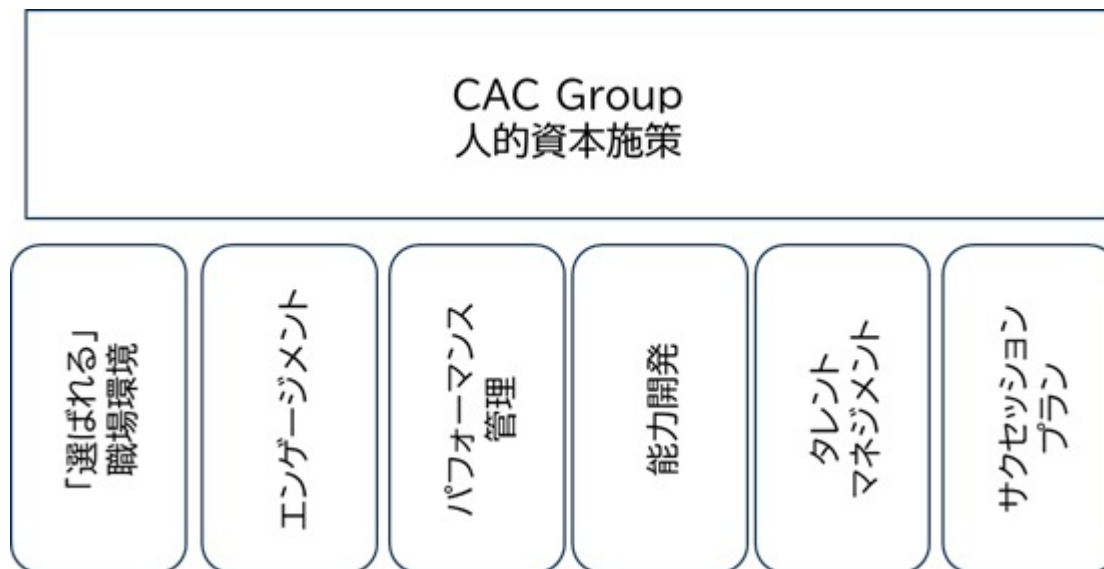 CAC Group
人的資本施策
「選ばれる」
職場環境
エンゲージメント
パフォーマンス
管理
能力開発
タレント
マネジメント
サクセッション
プラン